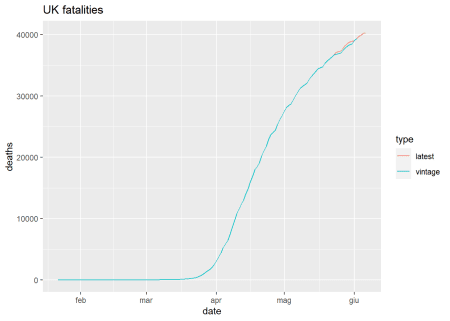 UK fatalities
40000
30000
20000
10000
0
deaths
feb mar apr mag giu
date
type
latest
vintage